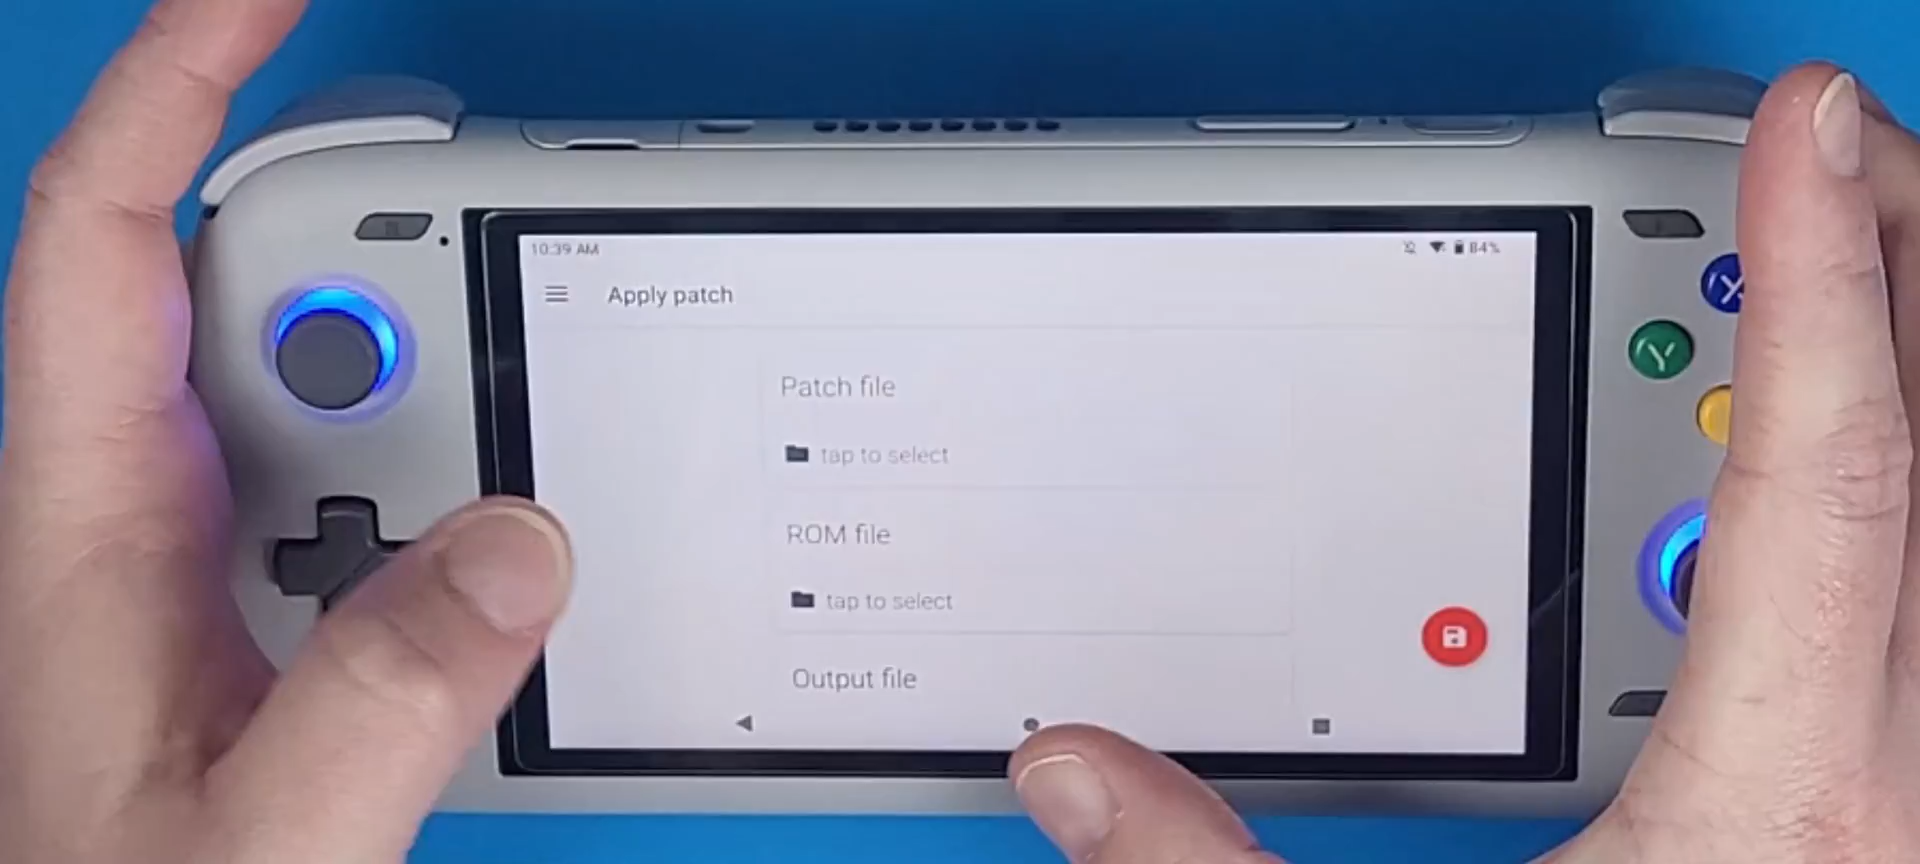 10:39 AM
84%
Apply patch
Patch file
tap to select
ROM file
tap to select
Output file
X
Y